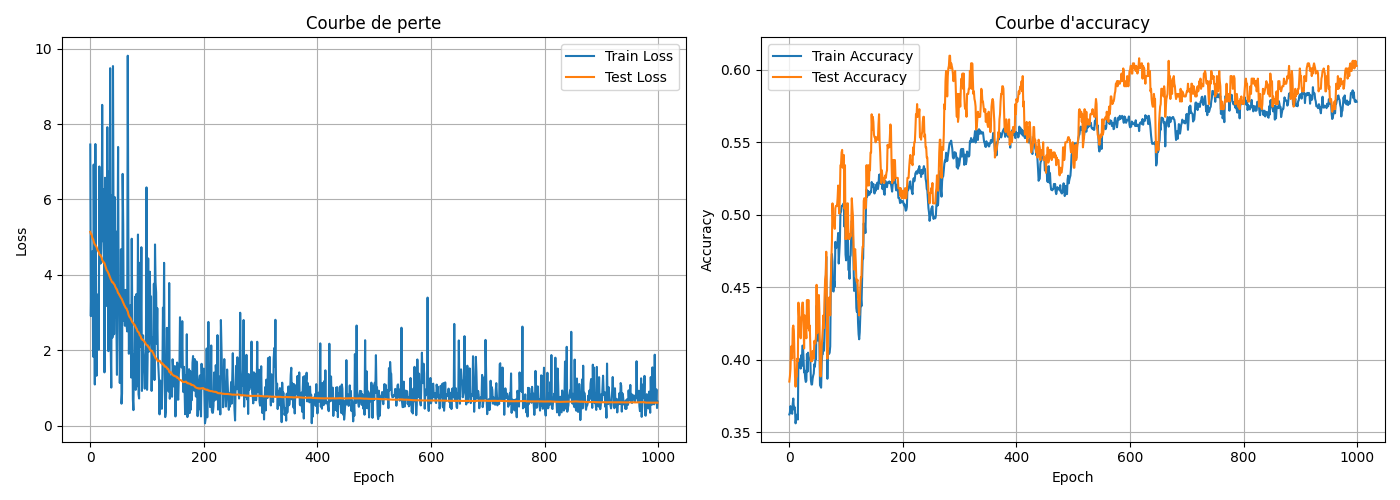 Courbe de perte
Train Loss
Test Loss
Loss
10
8
6
4
2
0
0
200
400
600
800
1000
Epoch
Courbe d'accuracy
Train Accuracy
Test Accuracy
Accuracy
0.60
0.55
0.50
0.45
0.40
0.35
0
200
400
600
800
1000
Epoch